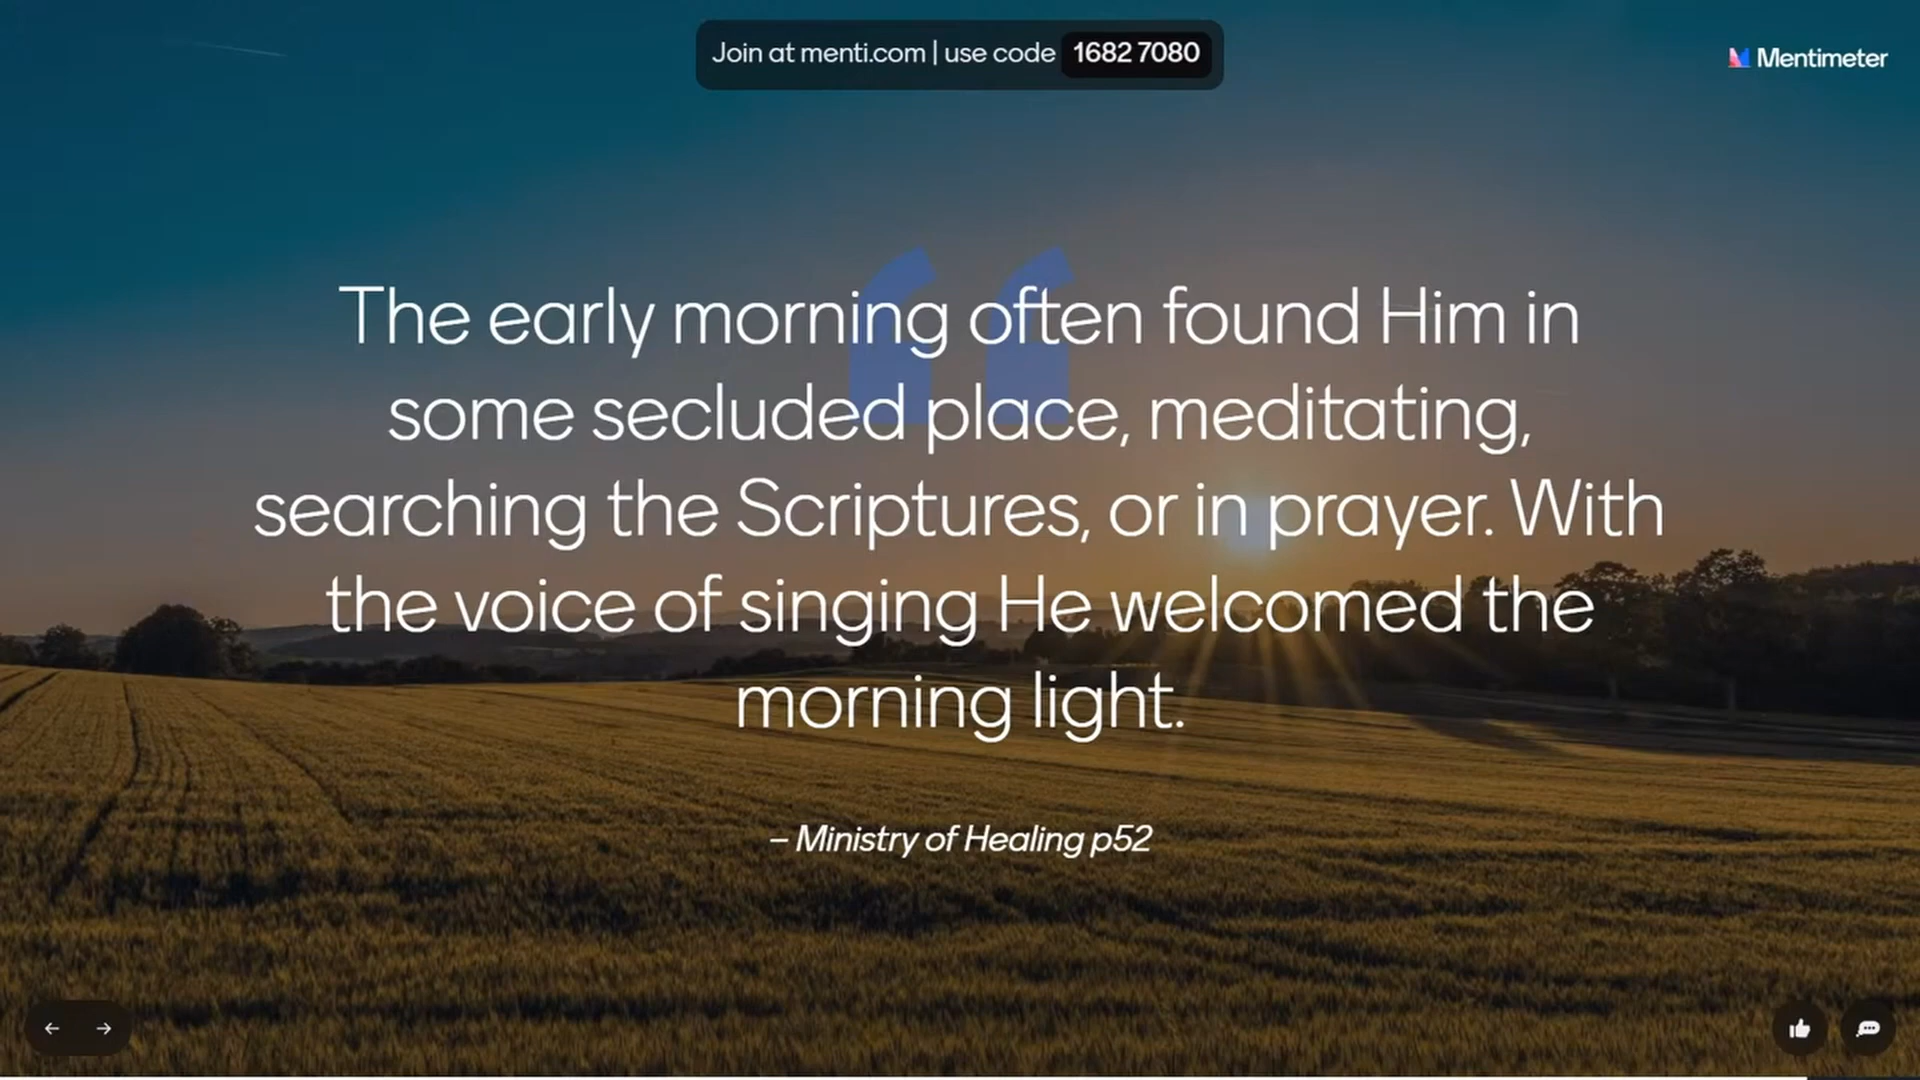 Join at menti.com | use code 1682 7080
Mentimeter
The early morning often found Him in
some secluded place, meditating,
searching the Scriptures, or in prayer. With
the voice of singing He welcomed the
morning light.
– Ministry of Healing p52